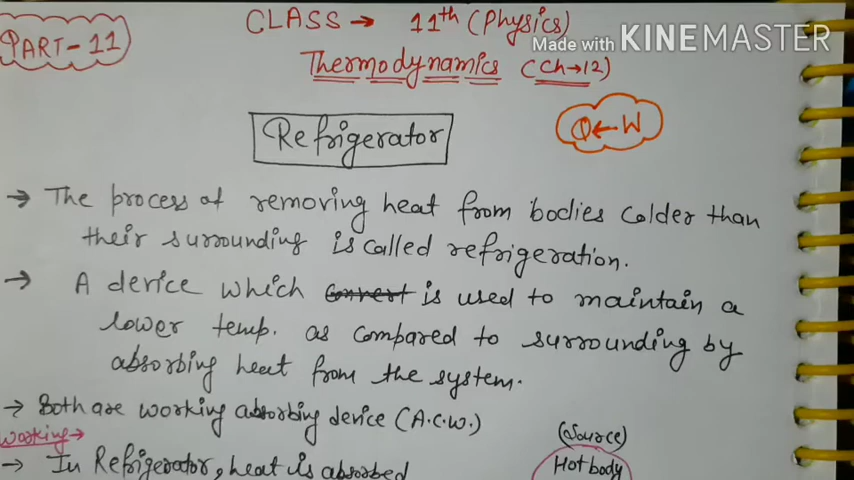 PART-11
CLASS → 11th (Physics)
Made with KINEMASTER
Thermodynamics (Ch→12)
Refrigerator
Q←W
→ The process of removing heat from bodies colder than
their surrounding is called refrigeration.
→ A device which convert is used to maintain a
lower temp. as compared to surrounding by
absorbing heat from the system.
→ Both are working absorbing device (A.C.W.)
Working→
(Source)
→ In Refrigerator, heat is absorbed
Hot body